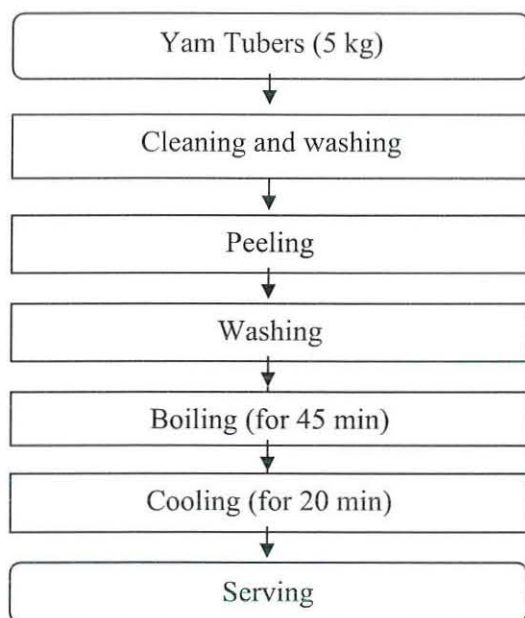 Yam Tubers (5 kg)
Cleaning and washing
Peeling
Washing
Boiling (for 45 min)
Cooling (for 20 min)
Serving